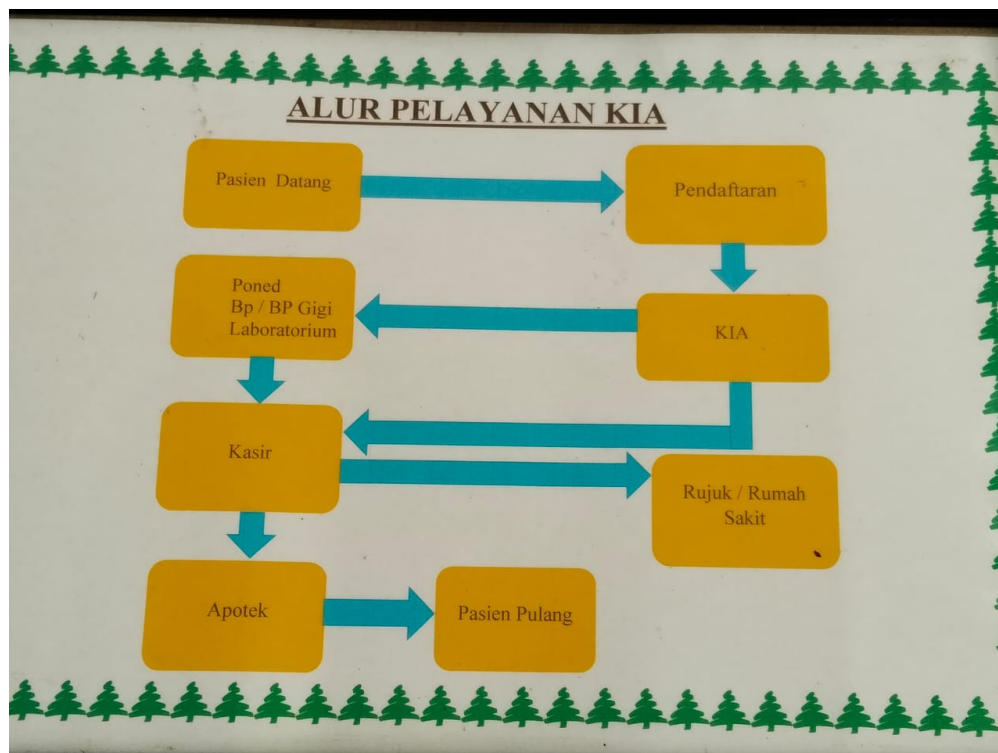 ALUR PELAYANAN KIA
Pasien Datang
Pendaftaran
Poned
Bp / BP Gigi
Laboratorium
KIA
Kasir
Rujuk / Rumah
Sakit
Apotek
Pasien Pulang